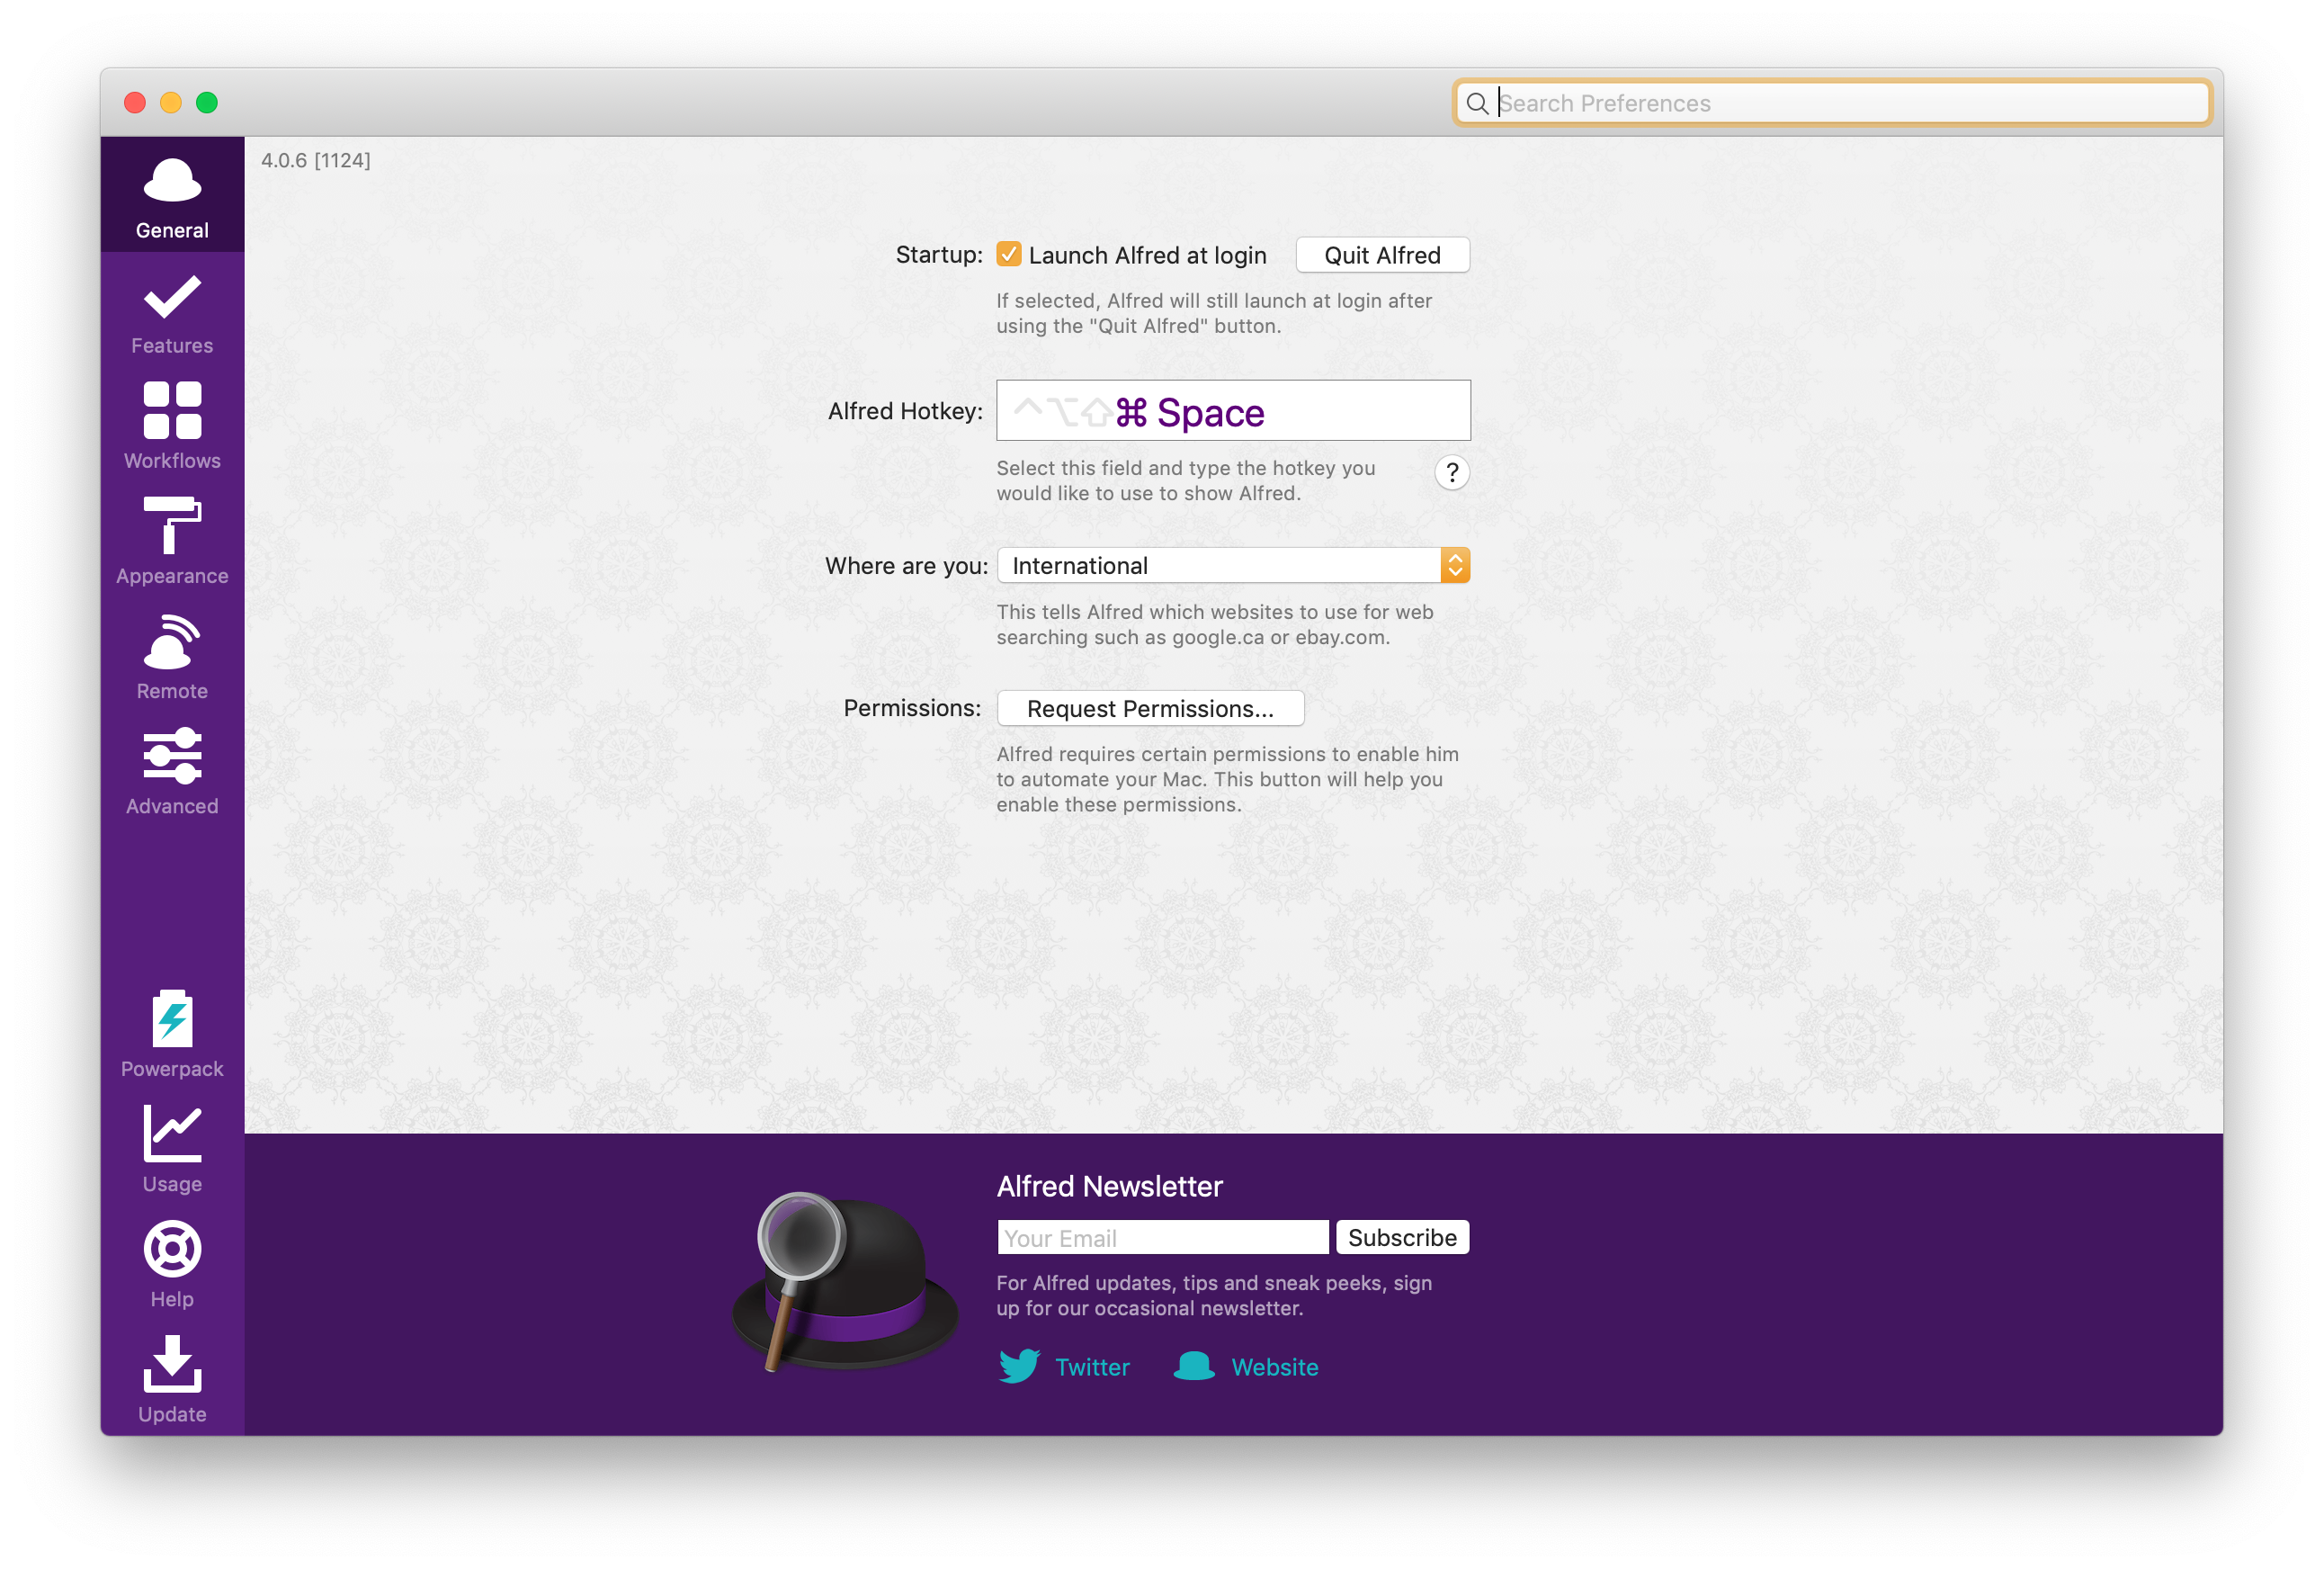 Search Preferences
4.0.6 [1124]
General
Features
Workflows
Appearance
Remote
Advanced
Powerpack
Usage
Help
Update
Startup: Launch Alfred at login Quit Alfred
If selected, Alfred will still launch at login after
using the "Quit Alfred" button.
Alfred Hotkey: ^⌥⇧⌘ Space
Select this field and type the hotkey you
would like to use to show Alfred.
?
Where are you: International
This tells Alfred which websites to use for web
searching such as google.ca or ebay.com.
Permissions: Request Permissions...
Alfred requires certain permissions to enable him
to automate your Mac. This button will help you
enable these permissions.
Alfred Newsletter
Your Email Subscribe
For Alfred updates, tips and sneak peeks, sign
up for our occasional newsletter.
Twitter Website